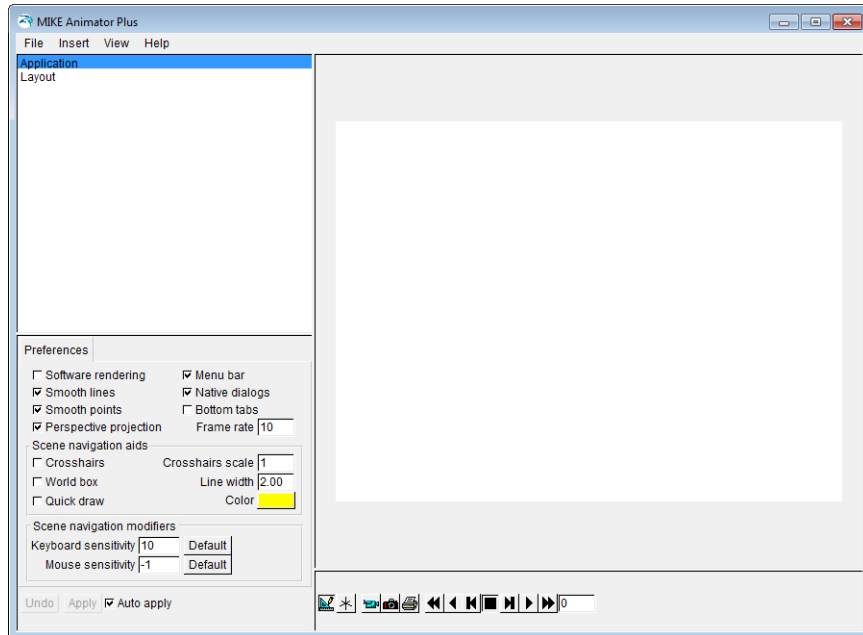 MIKE Animator Plus
File Insert View Help
Application
Layout
Preferences
Software rendering Menu bar
Smooth lines Native dialogs
Smooth points Bottom tabs
Perspective projection Frame rate 10
Scene navigation aids
Crosshairs Crosshairs scale 1
World box Line width 2.00
Quick draw Color
Scene navigation modifiers
Keyboard sensitivity 10 Default
Mouse sensitivity -1 Default
Undo Apply Auto apply 0